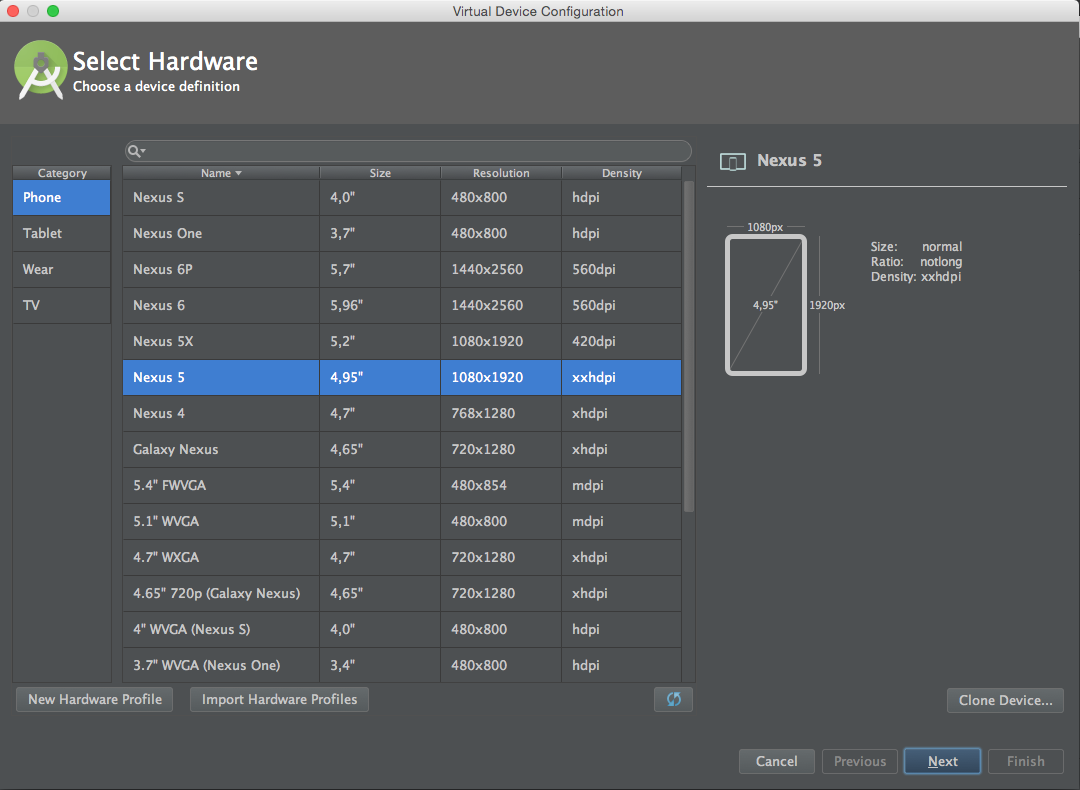 Virtual Device Configuration
Select Hardware
Choose a device definition
Category
Phone
Tablet
Wear
TV
Name Size Resolution Density
Nexus S 4,0" 480x800 hdpi
Nexus One 3,7" 480x800 hdpi
Nexus 6P 5,7" 1440x2560 560dpi
Nexus 6 5,96" 1440x2560 560dpi
Nexus 5X 5,2" 1080x1920 420dpi
Nexus 5 4,95" 1080x1920 xxhdpi
Nexus 4 4,7" 768x1280 xhdpi
Galaxy Nexus 4,65" 720x1280 xhdpi
5.4" FWVGA 5,4" 480x854 mdpi
5.1" WVGA 5,1" 480x800 mdpi
4.7" WXGA 4,7" 720x1280 xhdpi
4.65" 720p (Galaxy Nexus) 4,65" 720x1280 xhdpi
4" WVGA (Nexus S) 4,0" 480x800 hdpi
3.7" WVGA (Nexus One) 3,4" 480x800 hdpi
Nexus 5
1080px
4,95"
1920px
Size: normal
Ratio: notlong
Density: xxhdpi
New Hardware Profile
Import Hardware Profiles
Clone Device...
Cancel
Previous
Next
Finish